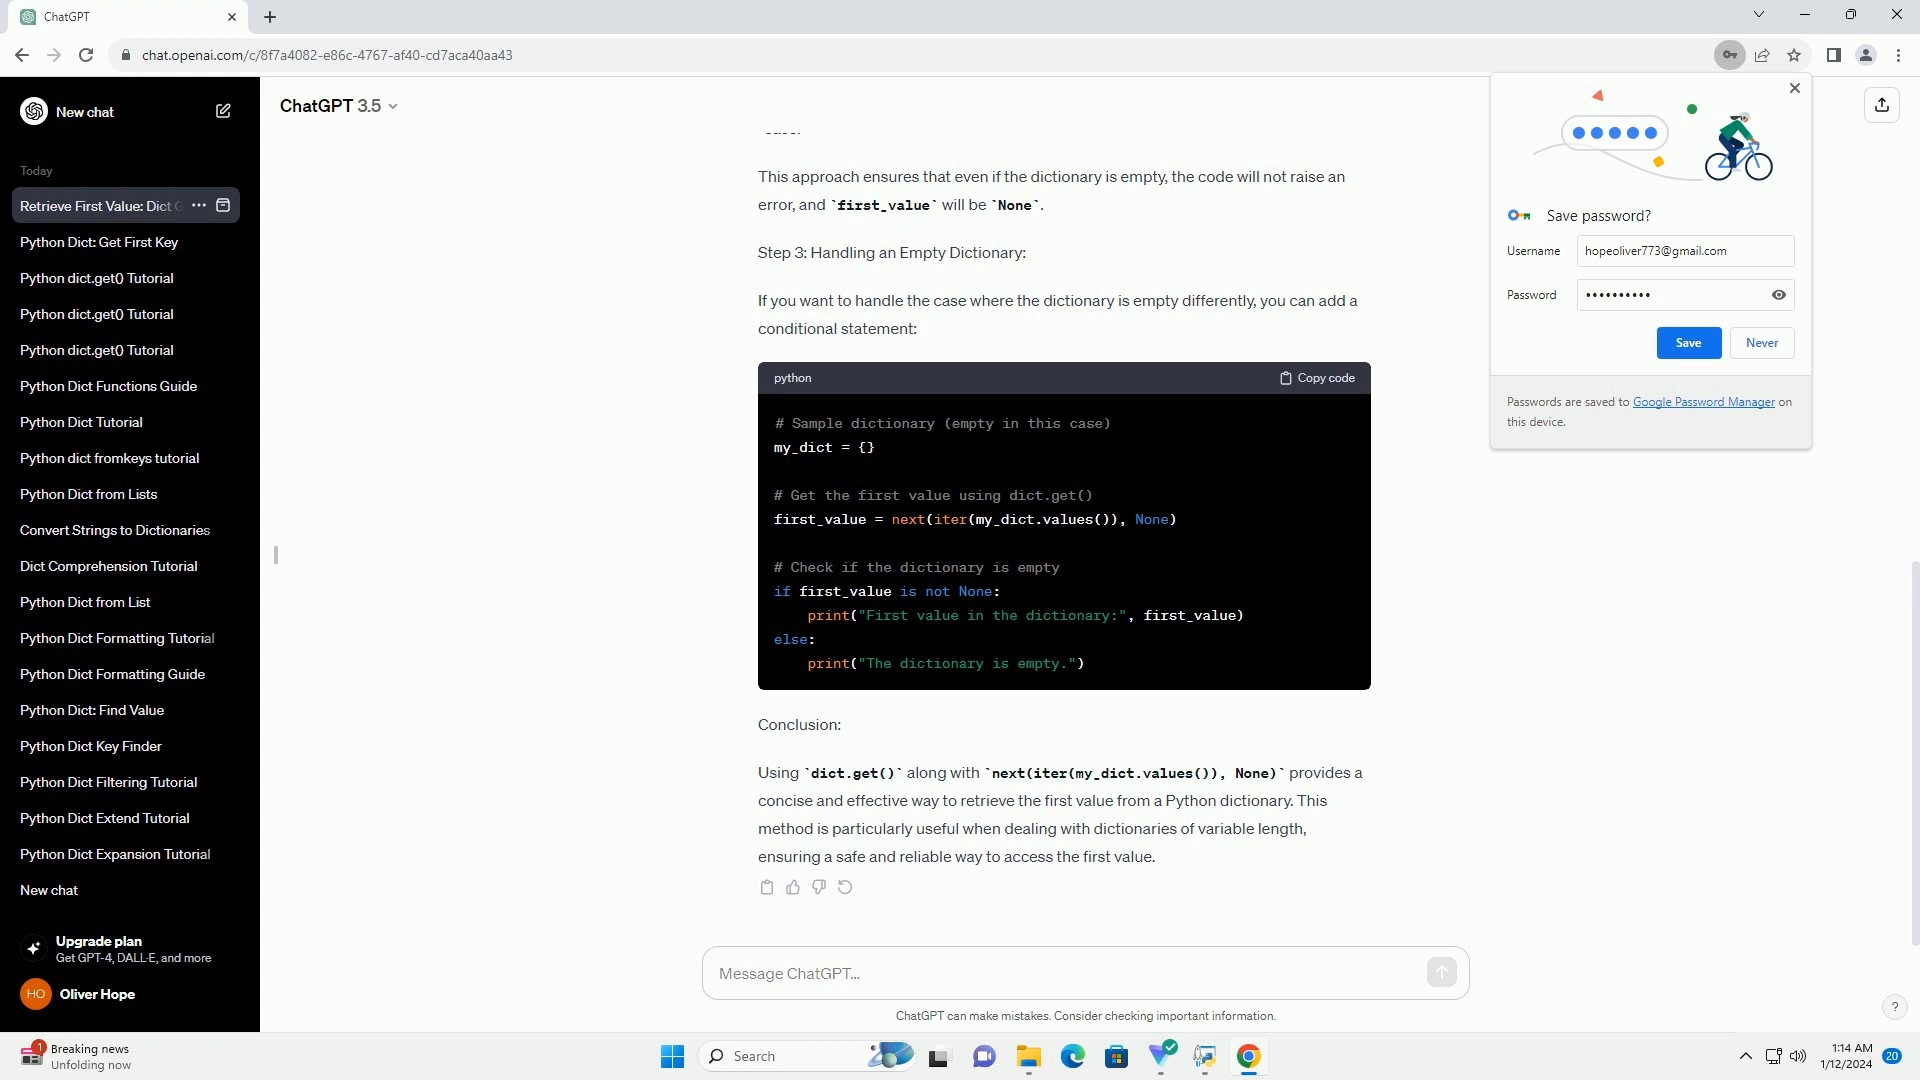 ChatGPT
chat.openai.com/c/8f7a4082-e86c-4767-af40-cd7aca40aa43
New chat
Today
Retrieve First Value: Dict G
Python Dict: Get First Key
Python dict.get() Tutorial
Python dict.get() Tutorial
Python dict.get() Tutorial
Python Dict Functions Guide
Python Dict Tutorial
Python dict fromkeys tutorial
Python Dict from Lists
Convert Strings to Dictionaries
Dict Comprehension Tutorial
Python Dict from List
Python Dict Formatting Tutorial
Python Dict Formatting Guide
Python Dict: Find Value
Python Dict Key Finder
Python Dict Filtering Tutorial
Python Dict Extend Tutorial
Python Dict Expansion Tutorial
New chat
Upgrade plan
Get GPT-4, DALL·E, and more
HO
Oliver Hope
ChatGPT 3.5
This approach ensures that even if the dictionary is empty, the code will not raise an
error, and `first_value` will be `None`.
Step 3: Handling an Empty Dictionary:
If you want to handle the case where the dictionary is empty differently, you can add a
conditional statement:
python
Copy code
# Sample dictionary (empty in this case)
my_dict = {}
# Get the first value using dict.get()
first_value = next(iter(my_dict.values()), None)
# Check if the dictionary is empty
if first_value is not None:
    print("First value in the dictionary:", first_value)
else:
    print("The dictionary is empty.")
Conclusion:
Using `dict.get()` along with `next(iter(my_dict.values()), None)` provides a
concise and effective way to retrieve the first value from a Python dictionary. This
method is particularly useful when dealing with dictionaries of variable length,
ensuring a safe and reliable way to access the first value.
Message ChatGPT...
ChatGPT can make mistakes. Consider checking important information.
?
Save password?
Username
hopeoliver773@gmail.com
Password
••••••••••
Save
Never
Passwords are saved to Google Password Manager on
this device.
1
Breaking news
Unfolding now
Search
1:14 AM
1/12/2024
20